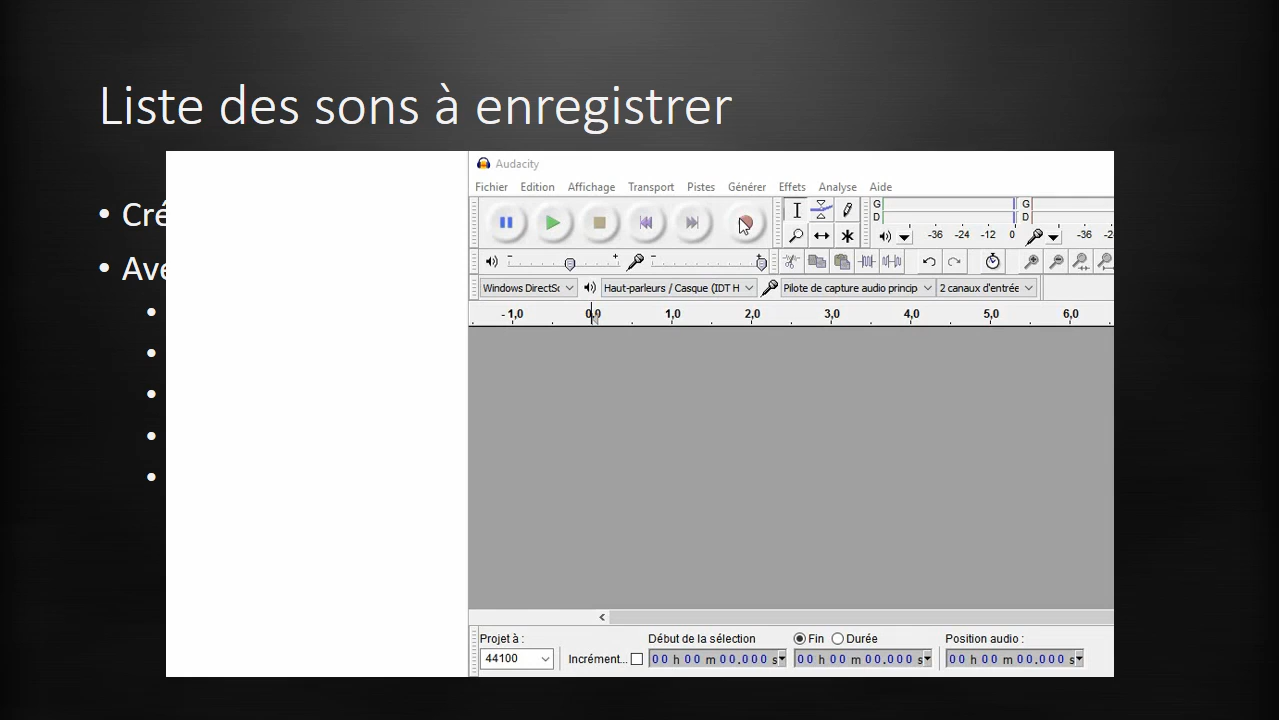 Liste des sons à enregistrer
Audacity
Fichier Edition Affichage Transport Pistes Générer Effets Analyse Aide
G G
D -36 -24 -12 0 D -36
Windows DirectSc Haut-parleurs / Casque (IDT H Pilote de capture audio princip 2 canaux d'entrée
- 1,0 0,0 1,0 2,0 3,0 4,0 5,0 6,0
• Cré
• Ave
Projet à : Début de la sélection Fin Durée Position audio :
44100 Incrément... 00 h 00 m 00.000 s 00 h 00 m 00.000 s 00 h 00 m 00.000 s